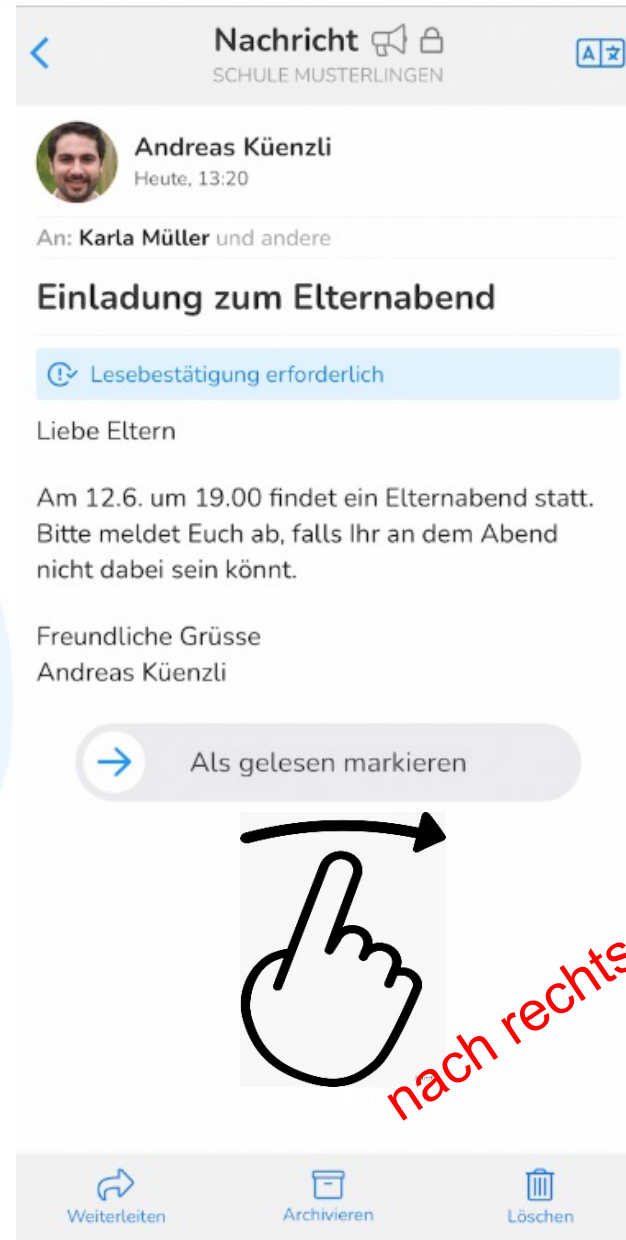 Nachricht
SCHULE MUSTERLINGEN
A
Andreas Küenzli
Heute, 13:20
An: Karla Müller und andere
Einladung zum Elternabend
Lesebestätigung erforderlich
Liebe Eltern
Am 12.6. um 19.00 findet ein Elternabend statt.
Bitte meldet Euch ab, falls Ihr an dem Abend
nicht dabei sein könnt.
Freundliche Grüsse
Andreas Küenzli
Als gelesen markieren
nach rechts
Weiterleiten
Archivieren
Löschen